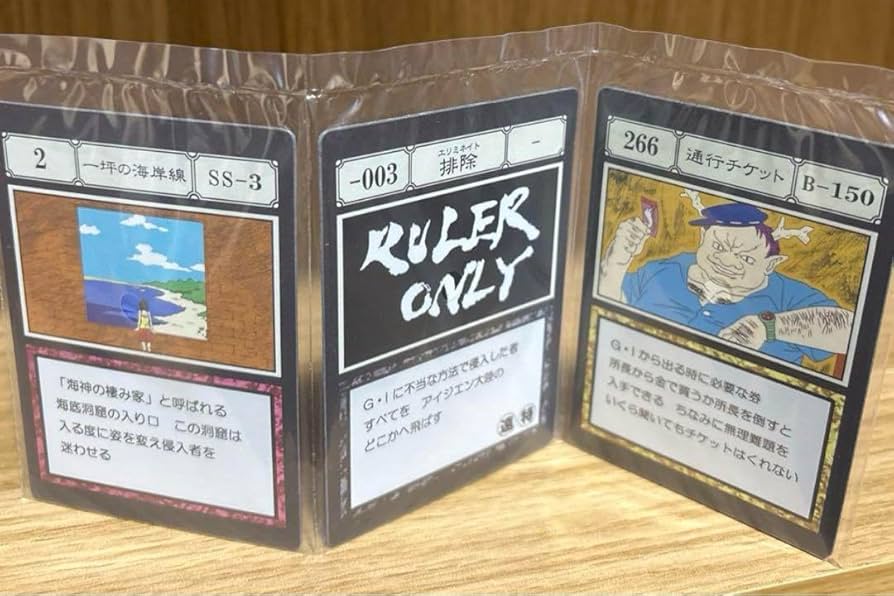 2
一坪の海岸線
SS-3
「海神の棲み家」と呼ばれる
海底洞窟の入り口　この洞窟は
入る度に姿を変え侵入者を
迷わせる
-003
エリミネイト
排除
-
RULER
ONLY
G・Iに不当な方法で侵入した者
すべてを　アイジエン大陸の
どこかへ飛ばす
遠 特
266
通行チケット
B-150
G・Iから出る時に必要な券
所長から金で買うか所長を倒すと
入手できる　ちなみに無理難題を
いくら聞いてもチケットはくれない